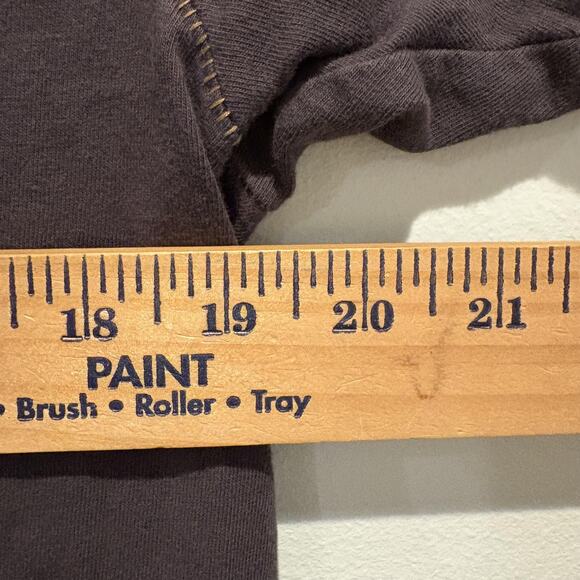 18 19 20 21
PAINT
• Brush • Roller • Tray